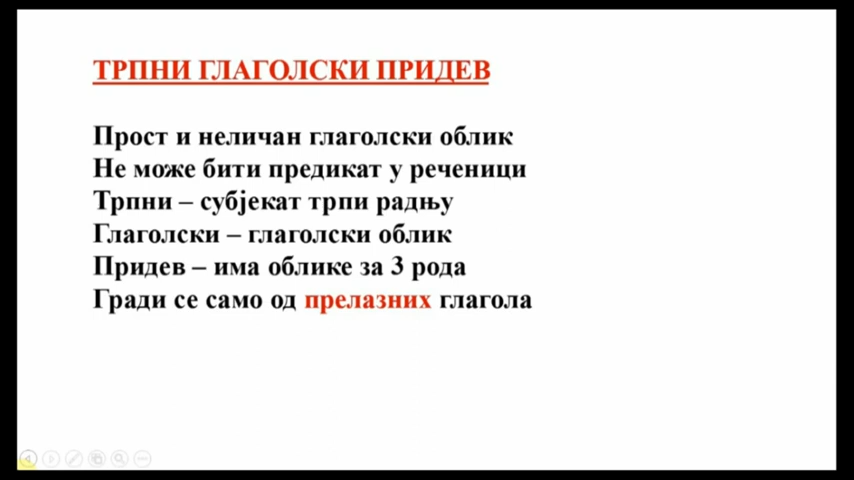 ТРПНИ ГЛАГОЛСКИ ПРИДЕВ
Прост и неличан глаголски облик
Не може бити предикат у реченици
Трпни – субјекат трпи радњу
Глаголски – глаголски облик
Придев – има облике за 3 рода
Гради се само од прелазних глагола